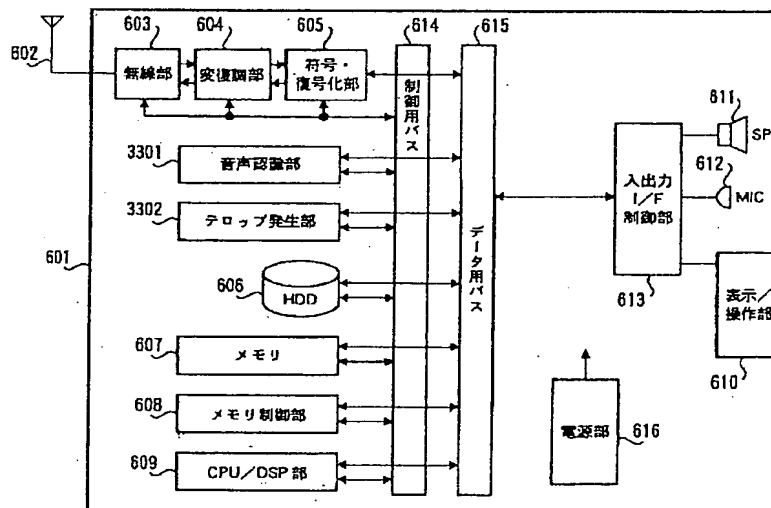 603
604
605
614
615
602
無線部
変復調部
符号・
復号化部
制御用バス
データ用バス
611
SP
612
MIC
3301
音声認識部
入出力
I/F
制御部
613
3302
テロップ発生部
601
606
HDD
表示/
操作部
610
607
メモリ
608
メモリ制御部
電源部
616
609
CPU/DSP部